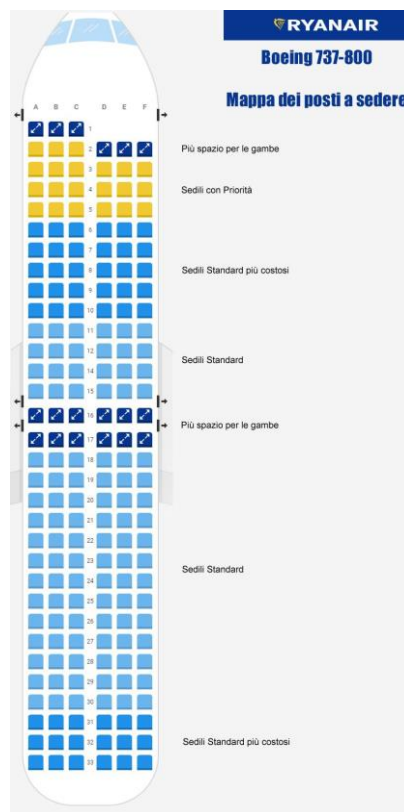 RYANAIR
Boeing 737-800
Mappa dei posti a sedere
A B C D E F
1
2 Più spazio per le gambe
3
4 Sedili con Priorità
5
6
7
8 Sedili Standard più costosi
9
10
11
12 Sedili Standard
14
15
16 Più spazio per le gambe
17
18
19
20
21
22
23 Sedili Standard
24
25
26
27
28
29
30
31
32 Sedili Standard più costosi
33